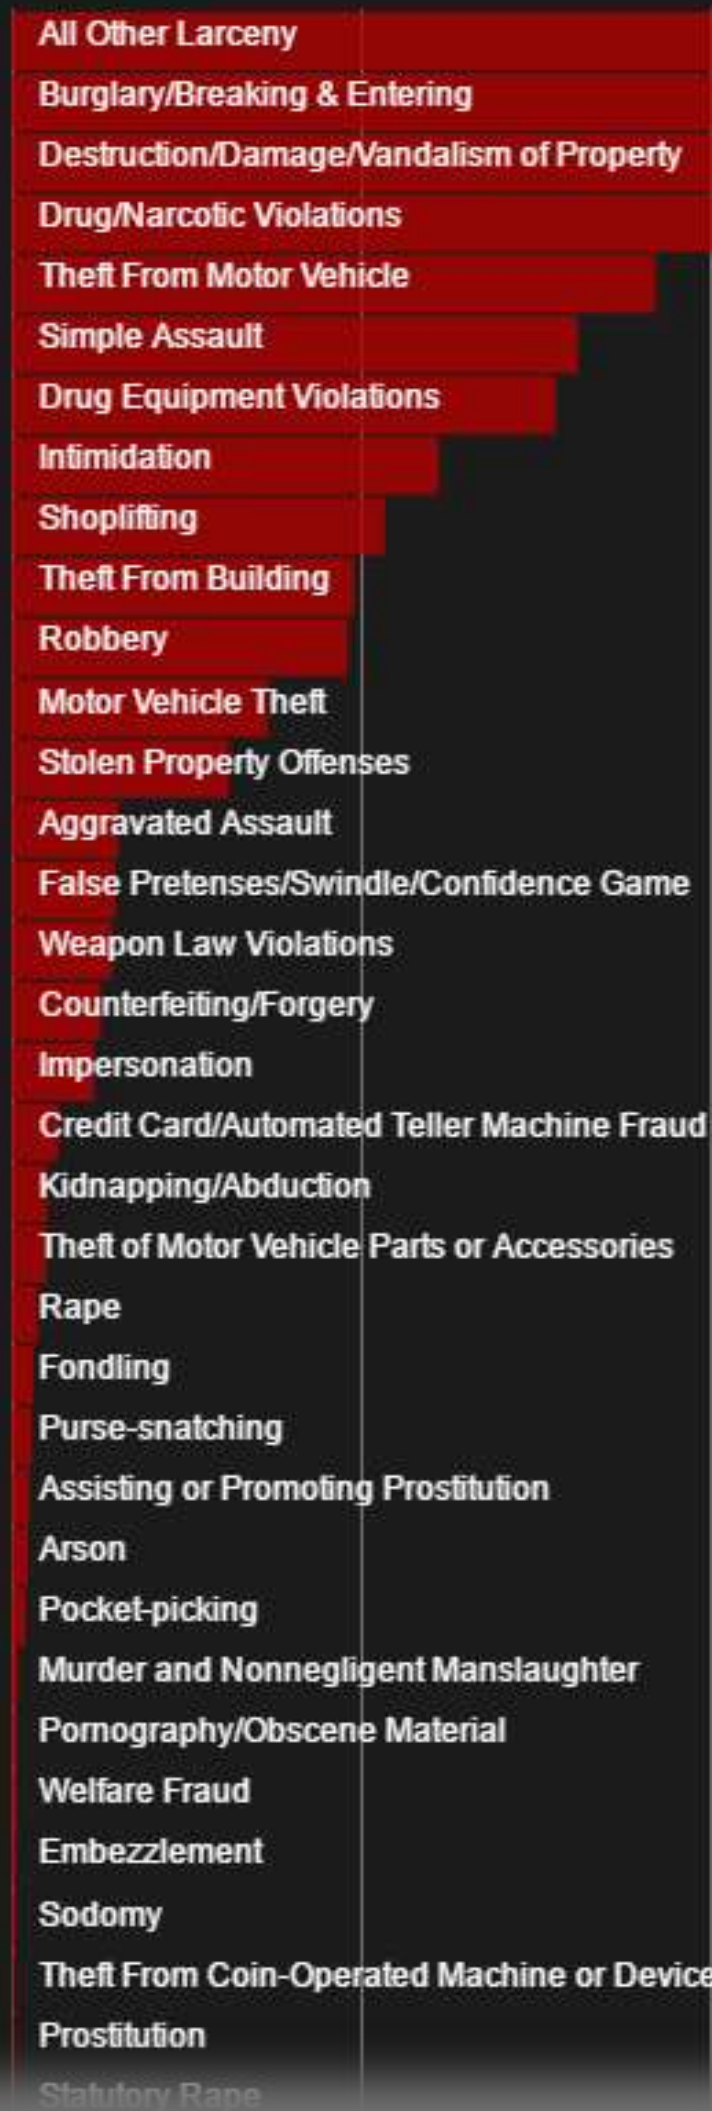 All Other Larceny
Burglary/Breaking & Entering
Destruction/Damage/Vandalism of Property
Drug/Narcotic Violations
Theft From Motor Vehicle
Simple Assault
Drug Equipment Violations
Intimidation
Shoplifting
Theft From Building
Robbery
Motor Vehicle Theft
Stolen Property Offenses
Aggravated Assault
False Pretenses/Swindle/Confidence Game
Weapon Law Violations
Counterfeiting/Forgery
Impersonation
Credit Card/Automated Teller Machine Fraud
Kidnapping/Abduction
Theft of Motor Vehicle Parts or Accessories
Rape
Fondling
Purse-snatching
Assisting or Promoting Prostitution
Arson
Pocket-picking
Murder and Nonnegligent Manslaughter
Pornography/Obscene Material
Welfare Fraud
Embezzlement
Sodomy
Theft From Coin-Operated Machine or Device
Prostitution
Statutory Rape